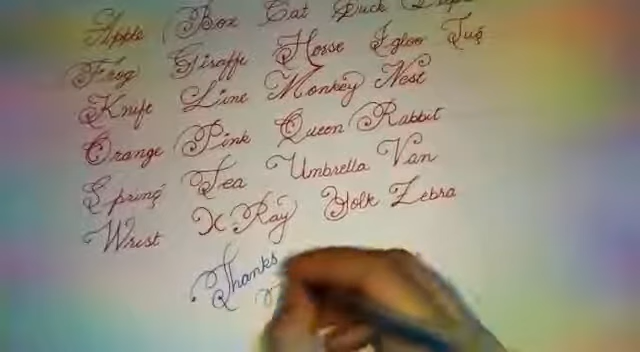 Apple Box Cat Duck
Frog Giraffe Horse Igloo Jug
Knife Line Monkey Nest
Orange Pink Queen Rabbit
Spring Tea Umbrella Van
Wrist X Ray Yolk Zebra
Thanks